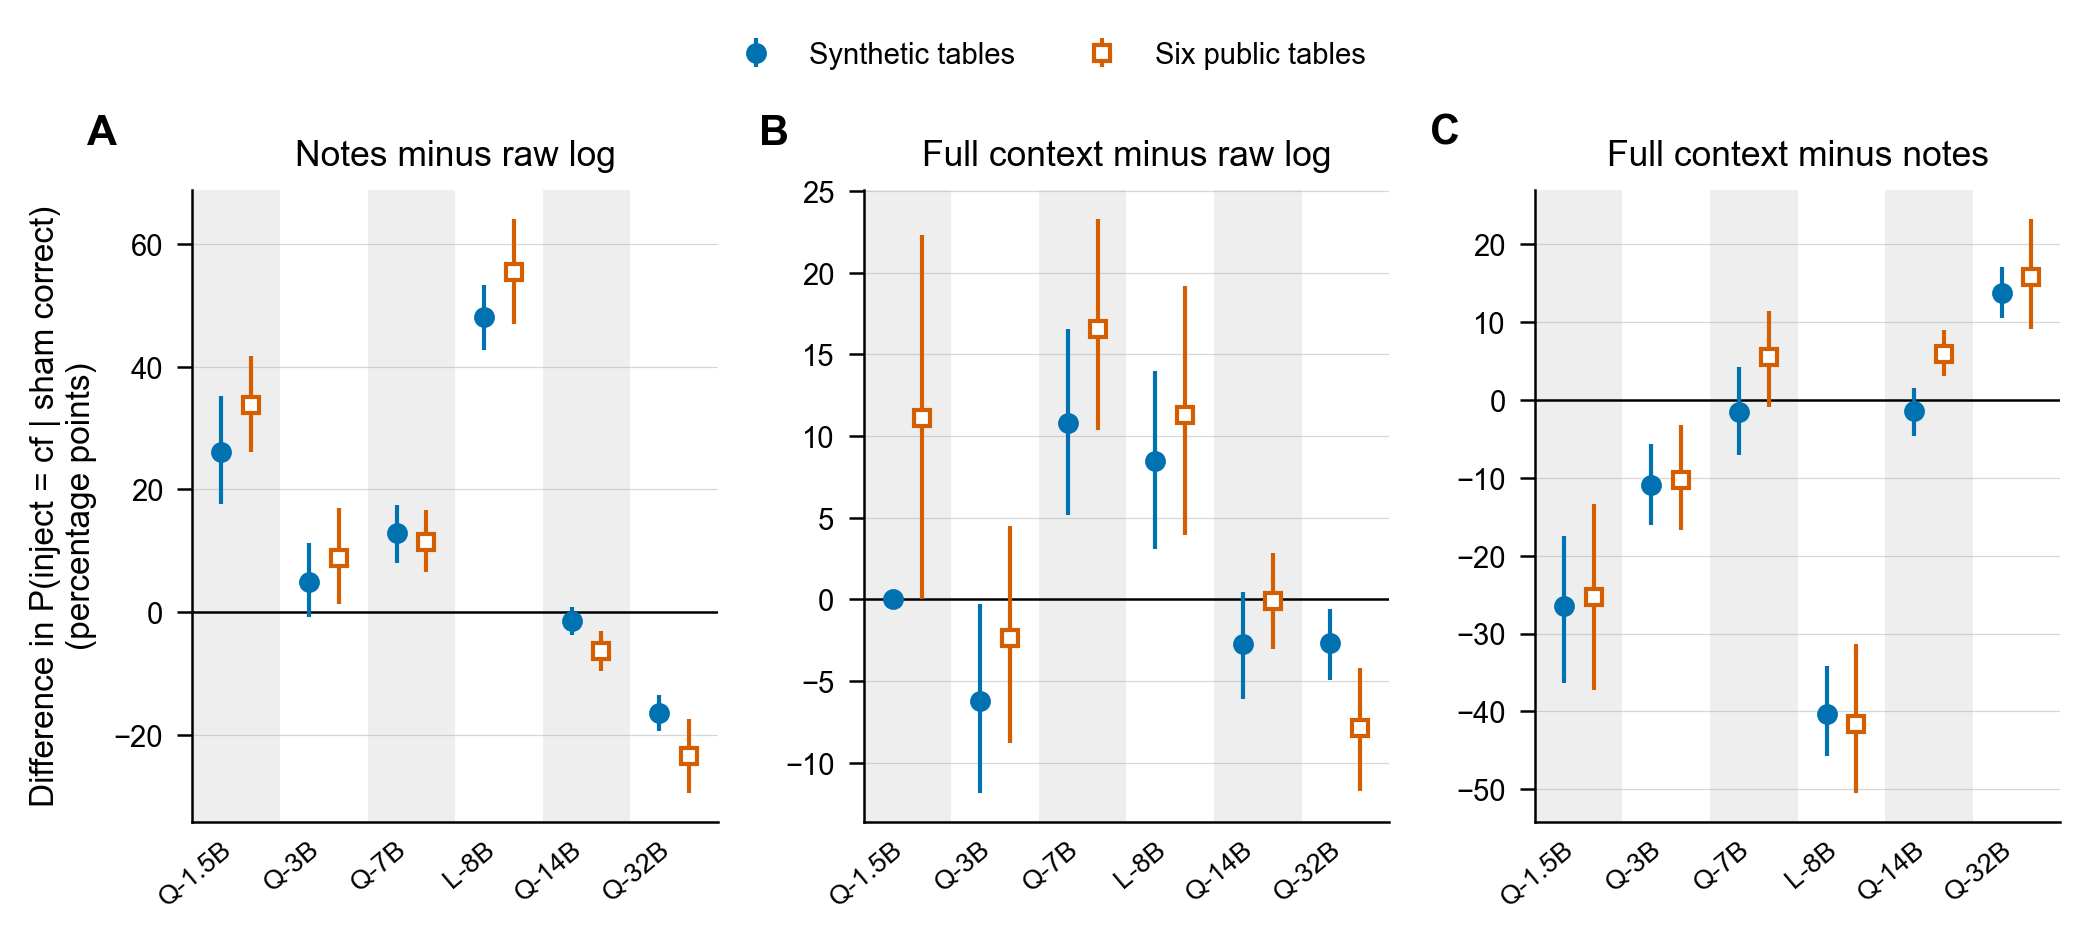 Synthetic tables
Six public tables
A
Notes minus raw log
Difference in P(inject = cf | sham correct)
(percentage points)
60
40
20
0
−20
Q-1.5B
Q-3B
Q-7B
L-8B
Q-14B
Q-32B
B
Full context minus raw log
25
20
15
10
5
0
−5
−10
Q-1.5B
Q-3B
Q-7B
L-8B
Q-14B
Q-32B
C
Full context minus notes
20
10
0
−10
−20
−30
−40
−50
Q-1.5B
Q-3B
Q-7B
L-8B
Q-14B
Q-32B